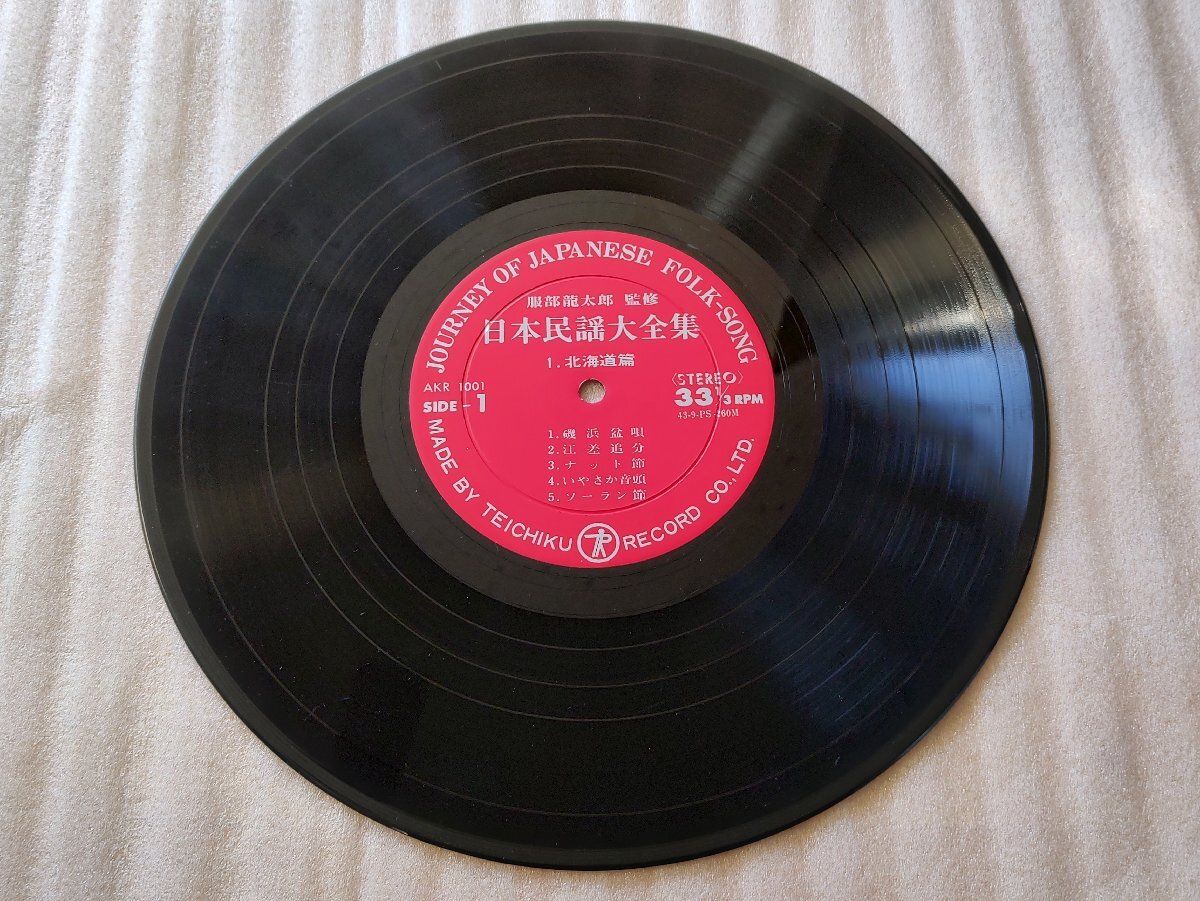 JOURNEY OF JAPANESE FOLK-SONG
服部龍太郎 監修
日本民謡大全集
1.北海道篇
AKR 1001
SIDE-1
〈STEREO〉
33 1/3 RPM
43-9-PS-260M
1.磯浜盆唄
2.江差追分
3.ナット節
4.いやさか音頭
5.ソーラン節
MADE BY TEICHIKU RECORD CO., LTD.